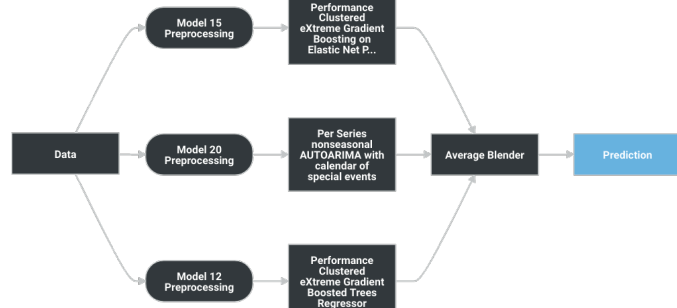 Model 15
Preprocessing
Performance
Clustered
eXtreme Gradient
Boosting on
Elastic Net P...
Data
Model 20
Preprocessing
Per Series
nonseasonal
AUTOARIMA with
calendar of
special events
Average Blender
Prediction
Model 12
Preprocessing
Performance
Clustered
eXtreme Gradient
Boosted Trees
Regressor